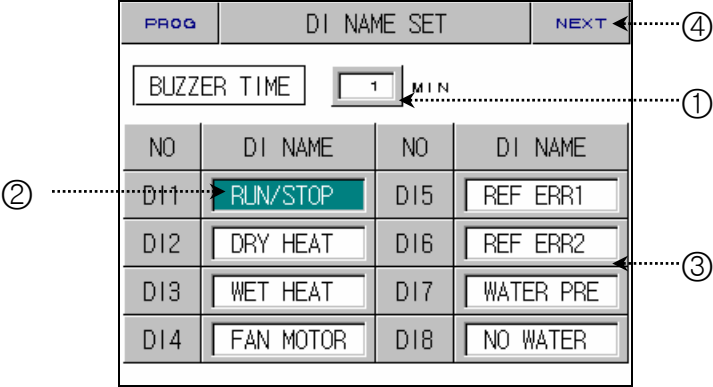 PROG DI NAME SET NEXT ④
BUZZER TIME 1 MIN
①
NO DI NAME NO DI NAME
② DI1 RUN/STOP DI5 REF ERR1
DI2 DRY HEAT DI6 REF ERR2
③
DI3 WET HEAT DI7 WATER PRE
DI4 FAN MOTOR DI8 NO WATER